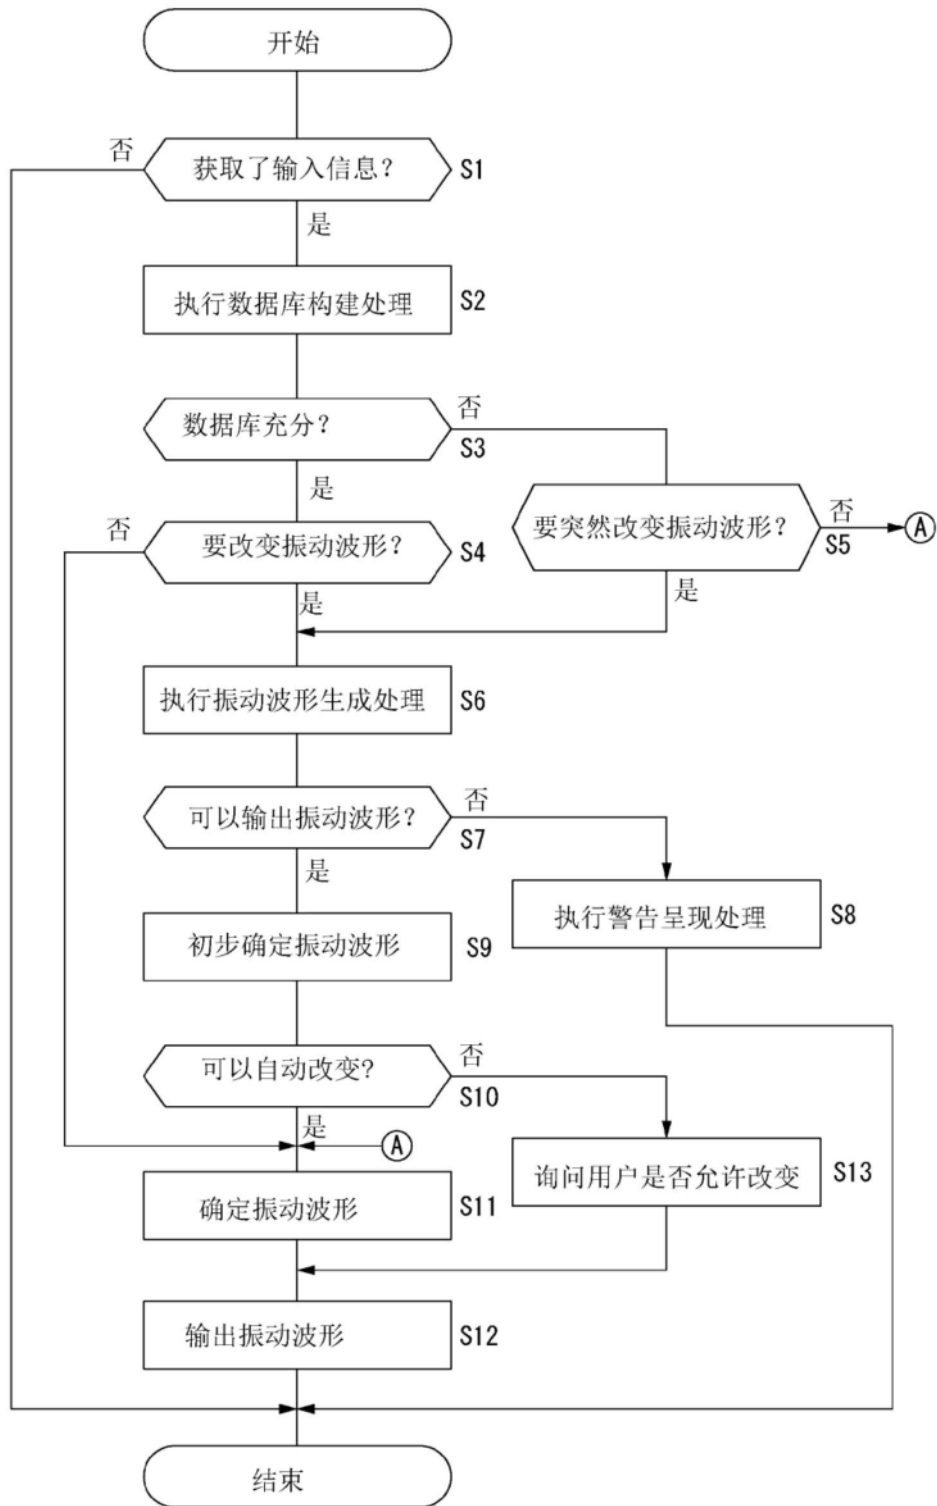 开始
否
获取了输入信息？
S1
是
执行数据库构建处理
S2
数据库充分？
否
S3
是
否
要改变振动波形？
S4
要突然改变振动波形？
否
S5
A
是
是
执行振动波形生成处理
S6
可以输出振动波形？
否
S7
是
执行警告呈现处理
S8
初步确定振动波形
S9
可以自动改变?
否
S10
是
A
询问用户是否允许改变
S13
确定振动波形
S11
输出振动波形
S12
结束